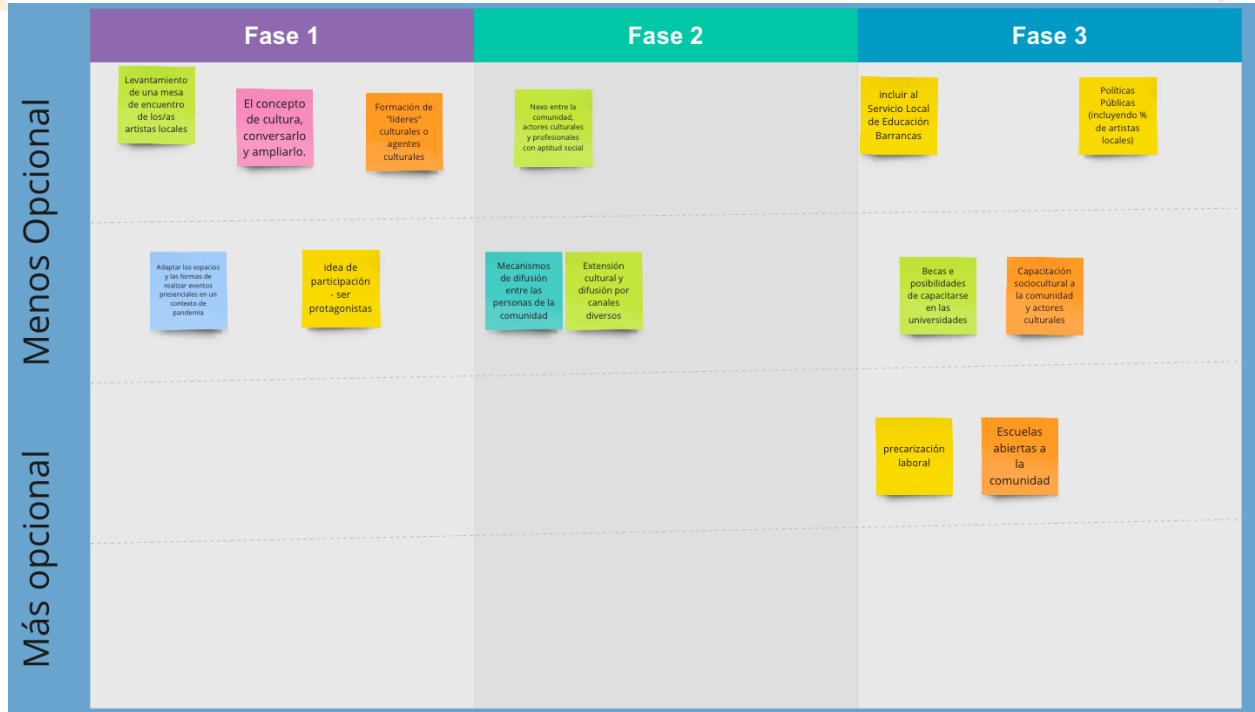 Fase 1
Fase 2
Fase 3
Menos Opcional
Más opcional
Levantamiento
de una mesa
de encuentro
de los/as
artistas locales
El concepto
de cultura,
conversarlo
y ampliarlo.
Formación de
"líderes"
culturales o
agentes
culturales
Nexo entre la
comunidad,
actores culturales
y profesionales
con aptitud social
incluir al
Servicio Local
de Educación
Barrancas
Políticas
Públicas
(incluyendo %
de artistas
locales)
Adaptar los espacios
y las formas de
realizar eventos
presenciales en un
contexto de
pandemia
idea de
participación
- ser
protagonistas
Mecanismos
de difusión
entre las
personas de la
comunidad
Extensión
cultural y
difusión por
canales
diversos
Becas e
posibilidades
de capacitarse
en las
universidades
Capacitación
sociocultural a
la comunidad
y actores
culturales
precarización
laboral
Escuelas
abiertas a
la
comunidad